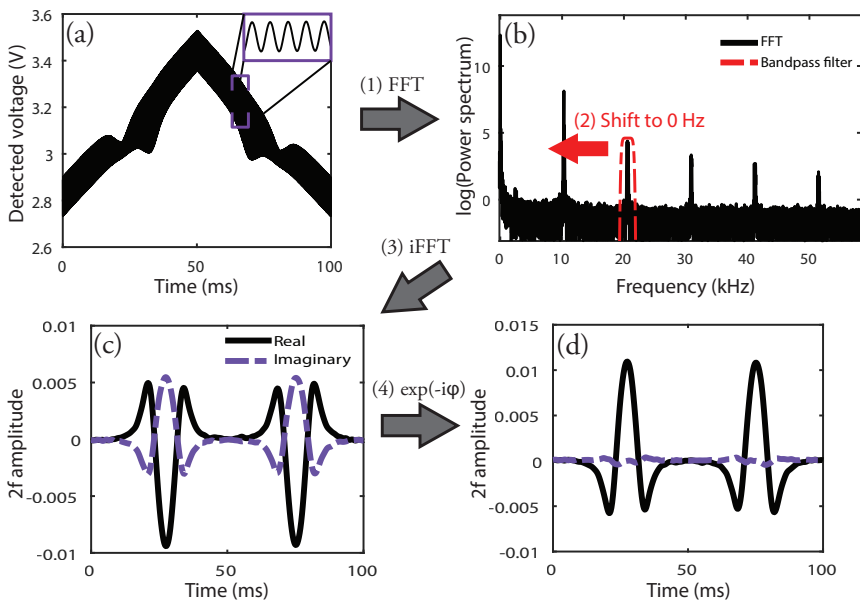 (a)
Detected voltage (V)
3.6
3.4
3.2
3
2.8
2.6
0
50
100
Time (ms)
(1) FFT
(b)
FFT
Bandpass filter
(2) Shift to 0 Hz
log(Power spectrum)
10
5
0
0
10
20
30
40
50
Frequency (kHz)
(3) iFFT
(c)
Real
Imaginary
2f amplitude
0.01
0.005
0
-0.005
-0.01
0
50
100
Time (ms)
(4) exp(-iφ)
(d)
2f amplitude
0.015
0.01
0.005
0
-0.005
-0.01
0
50
100
Time (ms)